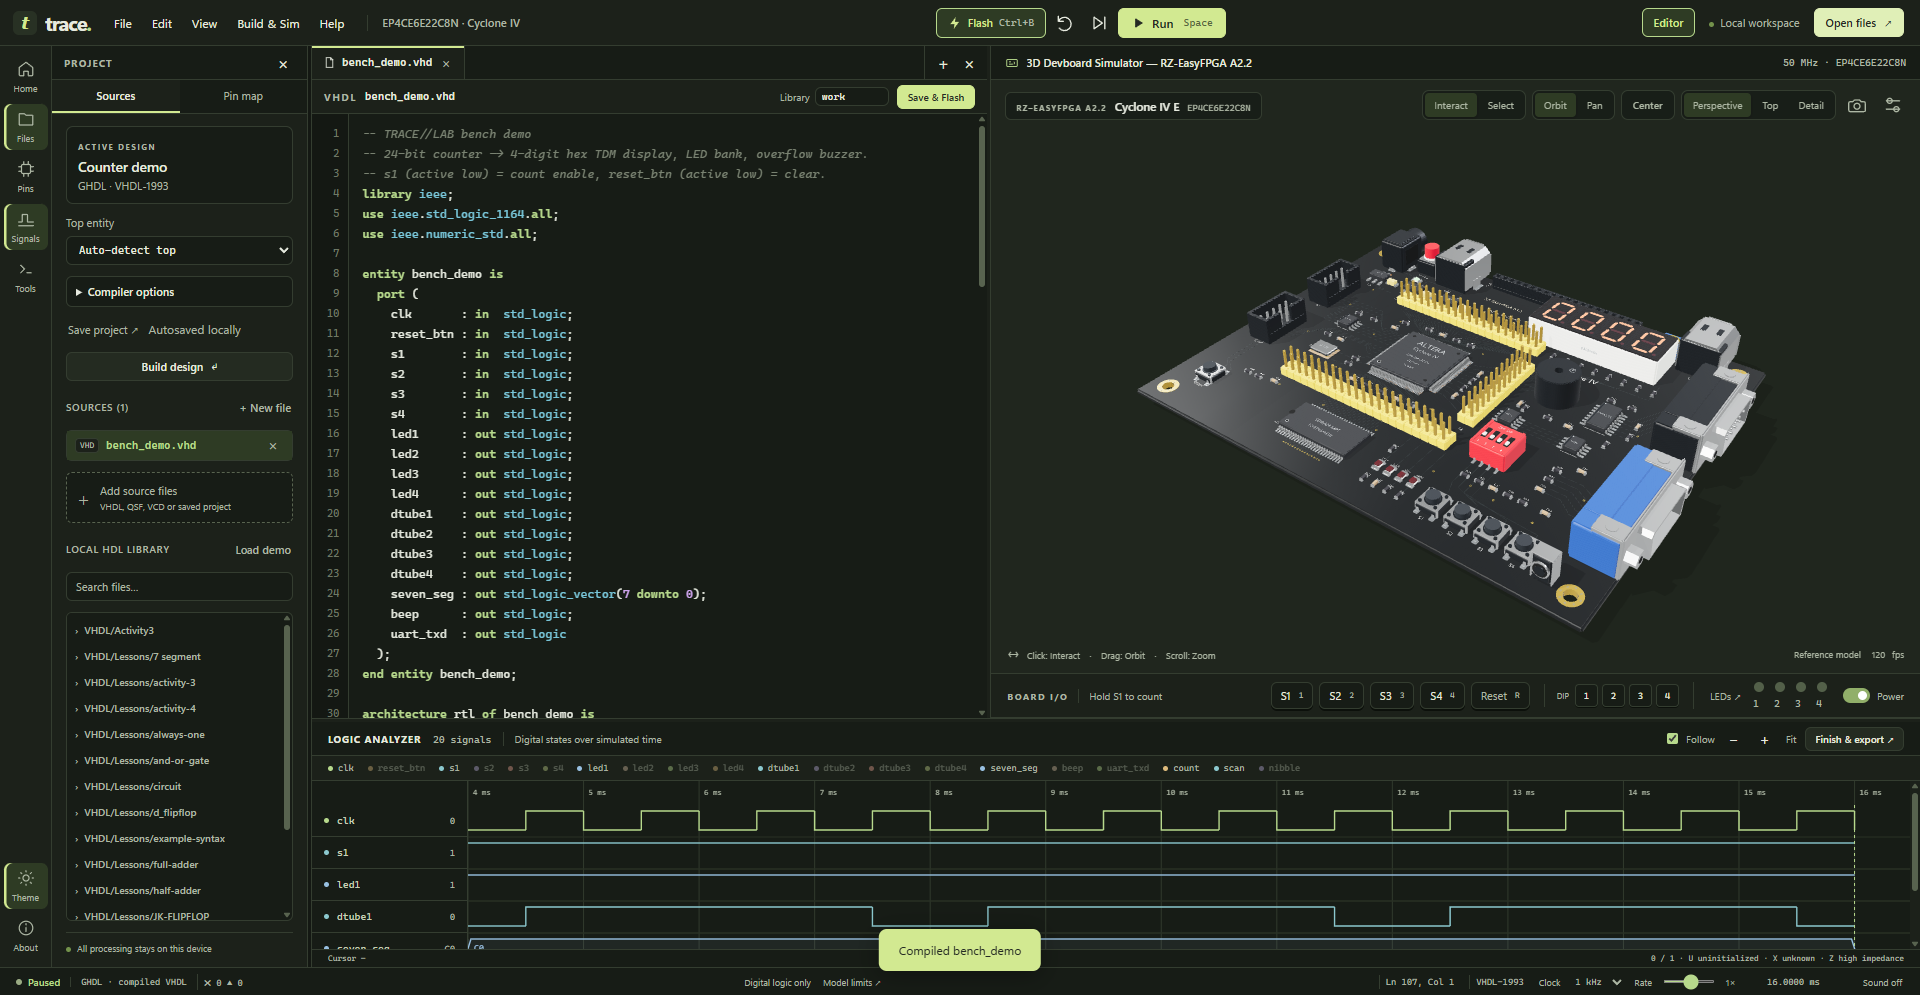 t trace.
File Edit View Build & Sim Help EP4CE6E22C8N · Cyclone IV
Flash Ctrl+B
Run Space
Editor
Local workspace
Open files ↗
Home
Files
Pins
Signals
Tools
Theme
About
PROJECT ×
Sources Pin map
ACTIVE DESIGN
Counter demo
GHDL · VHDL-1993
Top entity
Auto-detect top
Compiler options
Save project ↗ Autosaved locally
Build design
SOURCES (1) + New file
VHD bench_demo.vhd ×
+ Add source files
VHDL, QSF, VCD or saved project
LOCAL HDL LIBRARY Load demo
Search files...
› VHDL/Activity3
› VHDL/Lessons/7 segment
› VHDL/Lessons/activity-3
› VHDL/Lessons/activity-4
› VHDL/Lessons/always-one
› VHDL/Lessons/and-or-gate
› VHDL/Lessons/circuit
› VHDL/Lessons/d_flipflop
› VHDL/Lessons/example-syntax
› VHDL/Lessons/full-adder
› VHDL/Lessons/half-adder
› VHDL/Lessons/JK-FLIPFLOP
All processing stays on this device
bench_demo.vhd × + ×
VHDL bench_demo.vhd Library work Save & Flash
1 -- TRACE//LAB bench demo
2 -- 24-bit counter -> 4-digit hex TDM display, LED bank, overflow buzzer.
3 -- s1 (active low) = count enable, reset_btn (active low) = clear.
4 library ieee;
5 use ieee.std_logic_1164.all;
6 use ieee.numeric_std.all;
7
8 entity bench_demo is
9 port (
10 clk : in std_logic;
11 reset_btn : in std_logic;
12 s1 : in std_logic;
13 s2 : in std_logic;
14 s3 : in std_logic;
15 s4 : in std_logic;
16 led1 : out std_logic;
17 led2 : out std_logic;
18 led3 : out std_logic;
19 led4 : out std_logic;
20 dtube1 : out std_logic;
21 dtube2 : out std_logic;
22 dtube3 : out std_logic;
23 dtube4 : out std_logic;
24 seven_seg : out std_logic_vector(7 downto 0);
25 beep : out std_logic;
26 uart_txd : out std_logic
27 );
28 end entity bench_demo;
29
30 architecture rtl of bench_demo is
3D Devboard Simulator — RZ-EasyFPGA A2.2 50 MHz · EP4CE6E22C8N
RZ-EASYFPGA A2.2 Cyclone IV E EP4CE6E22C8N
Interact Select Orbit Pan Center Perspective Top Detail
ALTERA
Cyclone IV
0000
Click: Interact · Drag: Orbit · Scroll: Zoom
Reference model 120 fps
BOARD I/O Hold S1 to count
S1 1 S2 2 S3 3 S4 4 Reset R
DIP 1 2 3 4
LEDs ↗ 1 2 3 4 Power
LOGIC ANALYZER 20 signals Digital states over simulated time
Follow − + Fit Finish & export ↗
clk reset_btn s1 s2 s3 s4 led1 led2 led3 led4 dtube1 dtube2 dtube3 dtube4 seven_seg beep uart_txd count scan nibble
4 ms 5 ms 6 ms 7 ms 8 ms 9 ms 10 ms 11 ms 12 ms 13 ms 14 ms 15 ms 16 ms
clk 0
s1 1
led1 1
dtube1 0
seven_seg C0 C0
Cursor − 0 / 1 · U uninitialized · X unknown · Z high impedance
Compiled bench_demo
Paused GHDL · compiled VHDL × 0 ▲ 0
Digital logic only Model limits ↗
Ln 107, Col 1 VHDL-1993 Clock 1 kHz Rate 1× 16.0000 ms Sound off